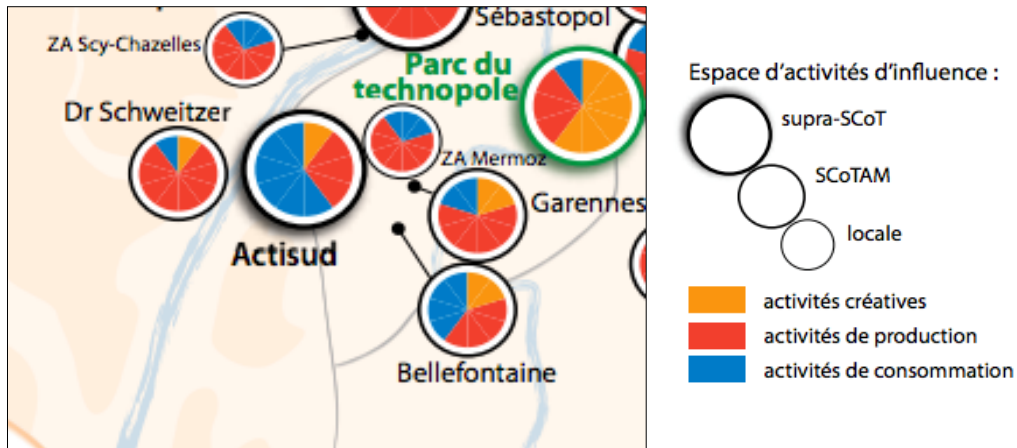 Sébastopol
ZA Scy-Chazelles
Parc du
technopole
Dr Schweitzer
ZA Mermoz
Garennes
Actisud
Bellefontaine
Espace d'activités d'influence :
supra-SCoT
SCoTAM
locale
activités créatives
activités de production
activités de consommation